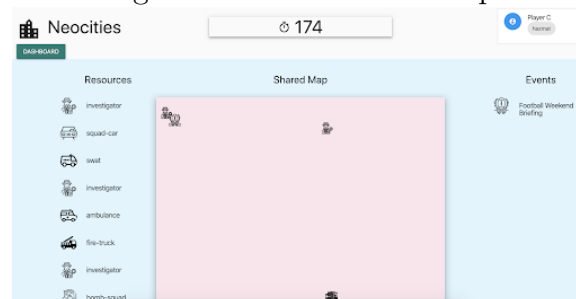 Neocities
174
Player C
hazmat
DASHBOARD
Resources
Shared Map
Events
investigator
squad-car
swat
investigator
ambulance
fire-truck
investigator
bomb-squad
Football Weekend
Briefing